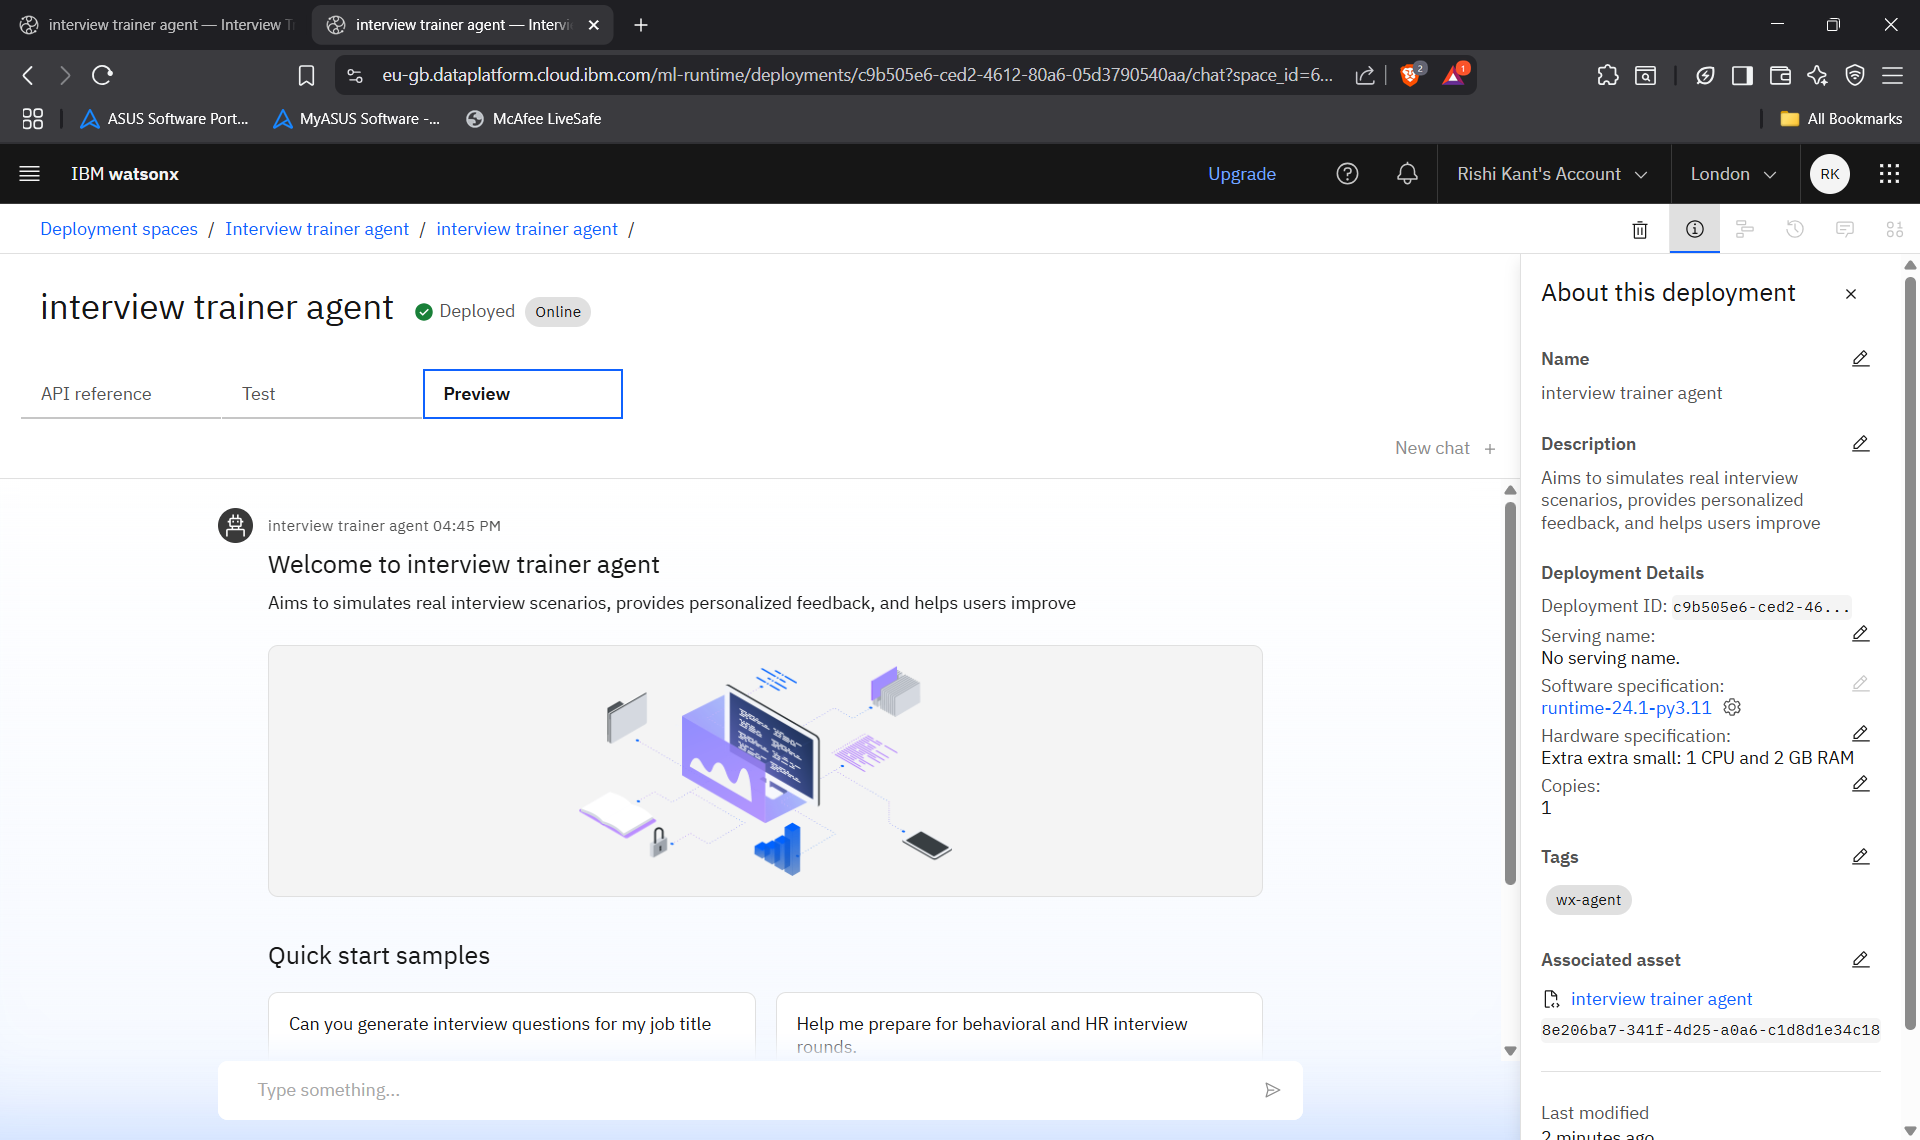 interview trainer agent — Interview T
interview trainer agent — Intervi
eu-gb.dataplatform.cloud.ibm.com/ml-runtime/deployments/c9b505e6-ced2-4612-80a6-05d3790540aa/chat?space_id=6...
2
1
ASUS Software Port...
MyASUS Software -...
McAfee LiveSafe
All Bookmarks
IBM watsonx
Upgrade
Rishi Kant's Account
London
RK
Deployment spaces / Interview trainer agent / interview trainer agent /
interview trainer agent
Deployed
Online
API reference
Test
Preview
New chat +
interview trainer agent 04:45 PM
Welcome to interview trainer agent
Aims to simulates real interview scenarios, provides personalized feedback, and helps users improve
Quick start samples
Can you generate interview questions for my job title
Help me prepare for behavioral and HR interview
rounds.
Type something...
About this deployment
Name
interview trainer agent
Description
Aims to simulates real interview
scenarios, provides personalized
feedback, and helps users improve
Deployment Details
Deployment ID: c9b505e6-ced2-46...
Serving name:
No serving name.
Software specification:
runtime-24.1-py3.11
Hardware specification:
Extra extra small: 1 CPU and 2 GB RAM
Copies:
1
Tags
wx-agent
Associated asset
interview trainer agent
8e206ba7-341f-4d25-a0a6-c1d8d1e34c18
Last modified
2 minutes ago